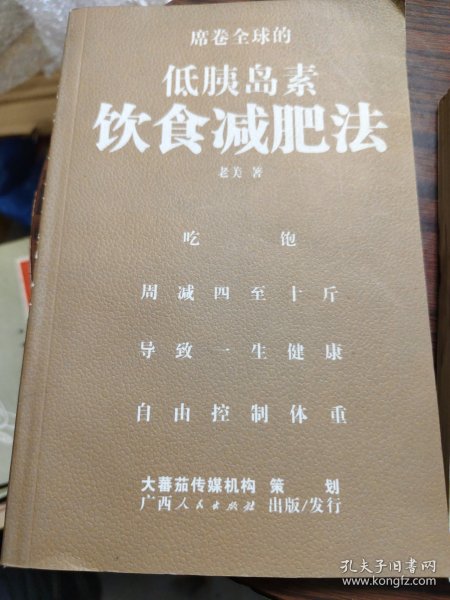 席卷全球的
低胰岛素
饮食减肥法
老美 著
吃饱
周减四至十斤
导致一生健康
自由控制体重
大蕃茄传媒机构 策划
广西人民出版社 出版/发行
孔夫子旧书网
www.kongfz.com